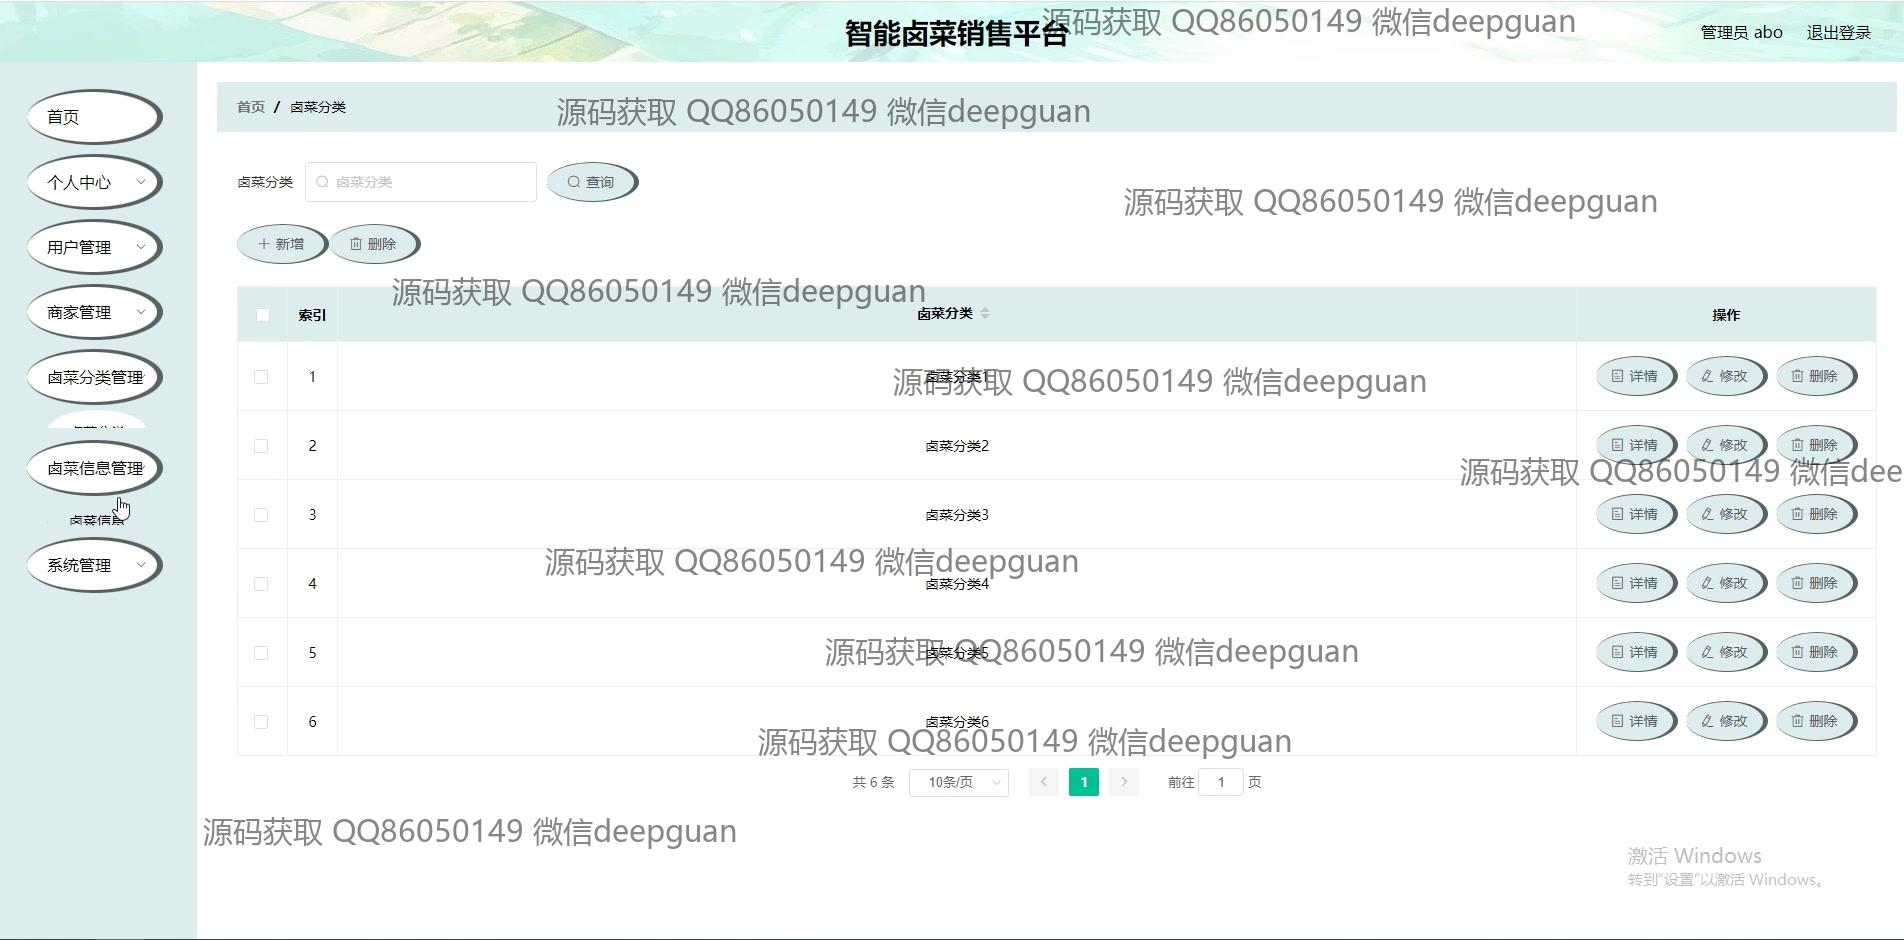 智能卤菜销售平台
源码获取 QQ86050149 微信deepguan
管理员 abo 退出登录
首页
个人中心
用户管理
商家管理
卤菜分类管理
卤菜分类
卤菜信息管理
卤菜信息
系统管理
首页 / 卤菜分类
源码获取 QQ86050149 微信deepguan
卤菜分类 卤菜分类 查询
源码获取 QQ86050149 微信deepguan
新增 删除
源码获取 QQ86050149 微信deepguan
索引 卤菜分类 操作
1 卤菜分类1 详情 修改 删除
源码获取 QQ86050149 微信deepguan
2 卤菜分类2 详情 修改 删除
源码获取 QQ86050149 微信dee
3 卤菜分类3 详情 修改 删除
源码获取 QQ86050149 微信deepguan
4 卤菜分类4 详情 修改 删除
5 卤菜分类5 详情 修改 删除
源码获取 QQ86050149 微信deepguan
6 卤菜分类6 详情 修改 删除
源码获取 QQ86050149 微信deepguan
共 6 条 10条/页 1 前往 1 页
源码获取 QQ86050149 微信deepguan
激活 Windows
转到"设置"以激活 Windows。